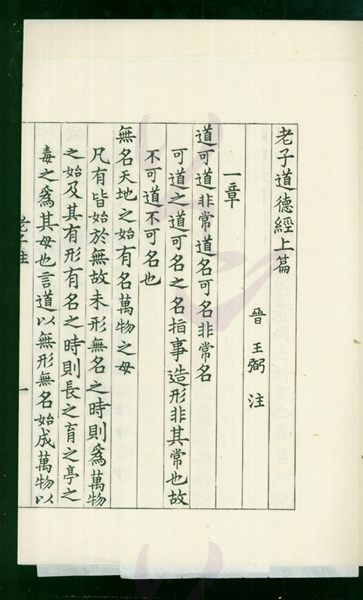 老子道德經上篇
晉 王弼 注
一章
道可道非常道名可名非常名
可道之道可名之名指事造形非其常也故
不可道不可名也
無名天地之始有名萬物之母
凡有皆始於無故未形無名之時則爲萬物
之始及其有形有名之時則長之育之亭之
毒之爲其母也言道以無形無名始成萬物以
老子注
一